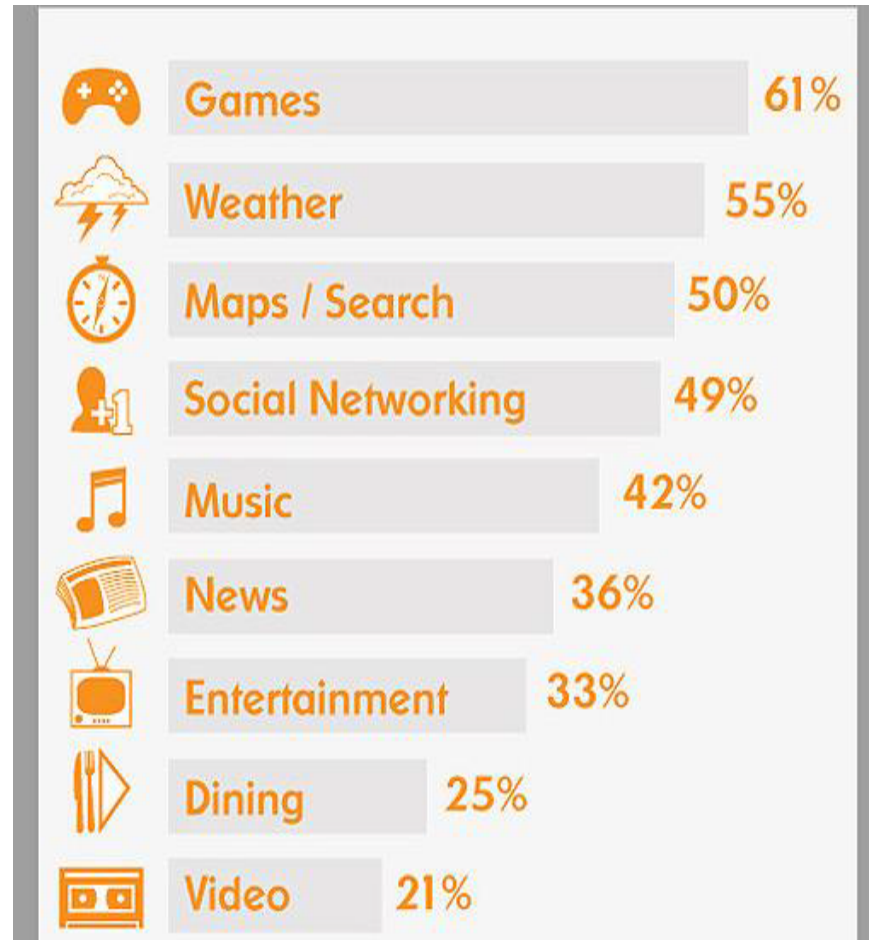 Games 61%
Weather 55%
Maps / Search 50%
+1 Social Networking 49%
Music 42%
News 36%
Entertainment 33%
Dining 25%
Video 21%